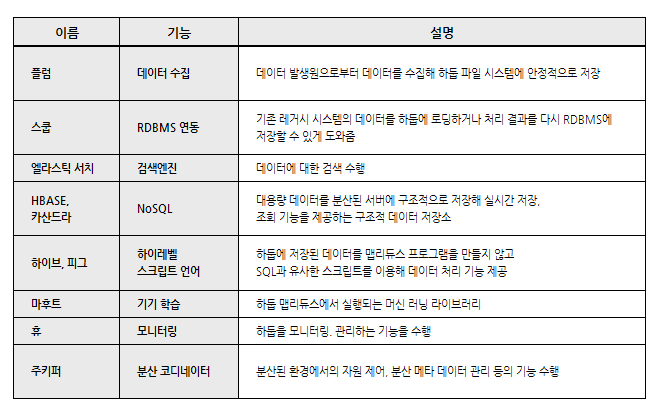 이름 기능 설명
플럼 데이터 수집 데이터 발생원으로부터 데이터를 수집해 하둡 파일 시스템에 안정적으로 저장
스쿱 RDBMS 연동 기존 레거시 시스템의 데이터를 하둡에 로딩하거나 처리 결과를 다시 RDBMS에
저장할 수 있게 도와줌
엘라스틱 서치 검색엔진 데이터에 대한 검색 수행
HBASE,
카산드라 NoSQL 대용량 데이터를 분산된 서버에 구조적으로 저장해 실시간 저장,
조회 기능을 제공하는 구조적 데이터 저장소
하이브, 피그 하이레벨
스크립트 언어 하둡에 저장된 데이터를 맵리듀스 프로그램을 만들지 않고
SQL과 유사한 스크립트를 이용해 데이터 처리 기능 제공
마후트 기기 학습 하둡 맵리듀스에서 실행되는 머신 러닝 라이브러리
휴 모니터링 하둡을 모니터링. 관리하는 기능을 수행
주키퍼 분산 코디네이터 분산된 환경에서의 자원 제어, 분산 메타 데이터 관리 등의 기능 수행